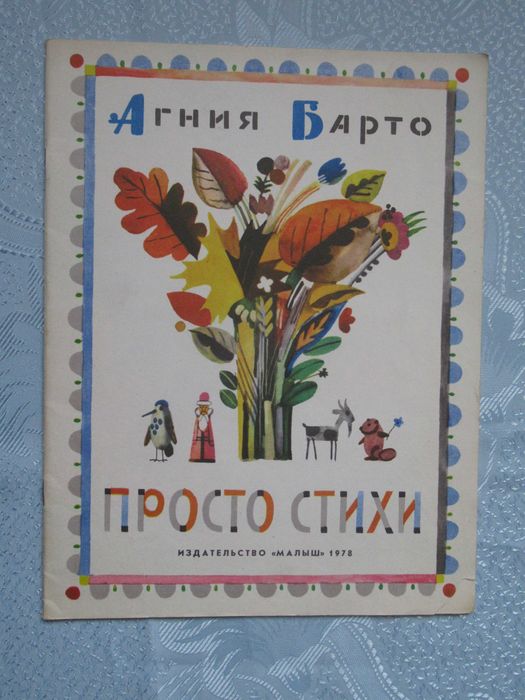 Агния Барто
ПРОСТО СТИХИ
ИЗДАТЕЛЬСТВО «МАЛЫШ» 1978